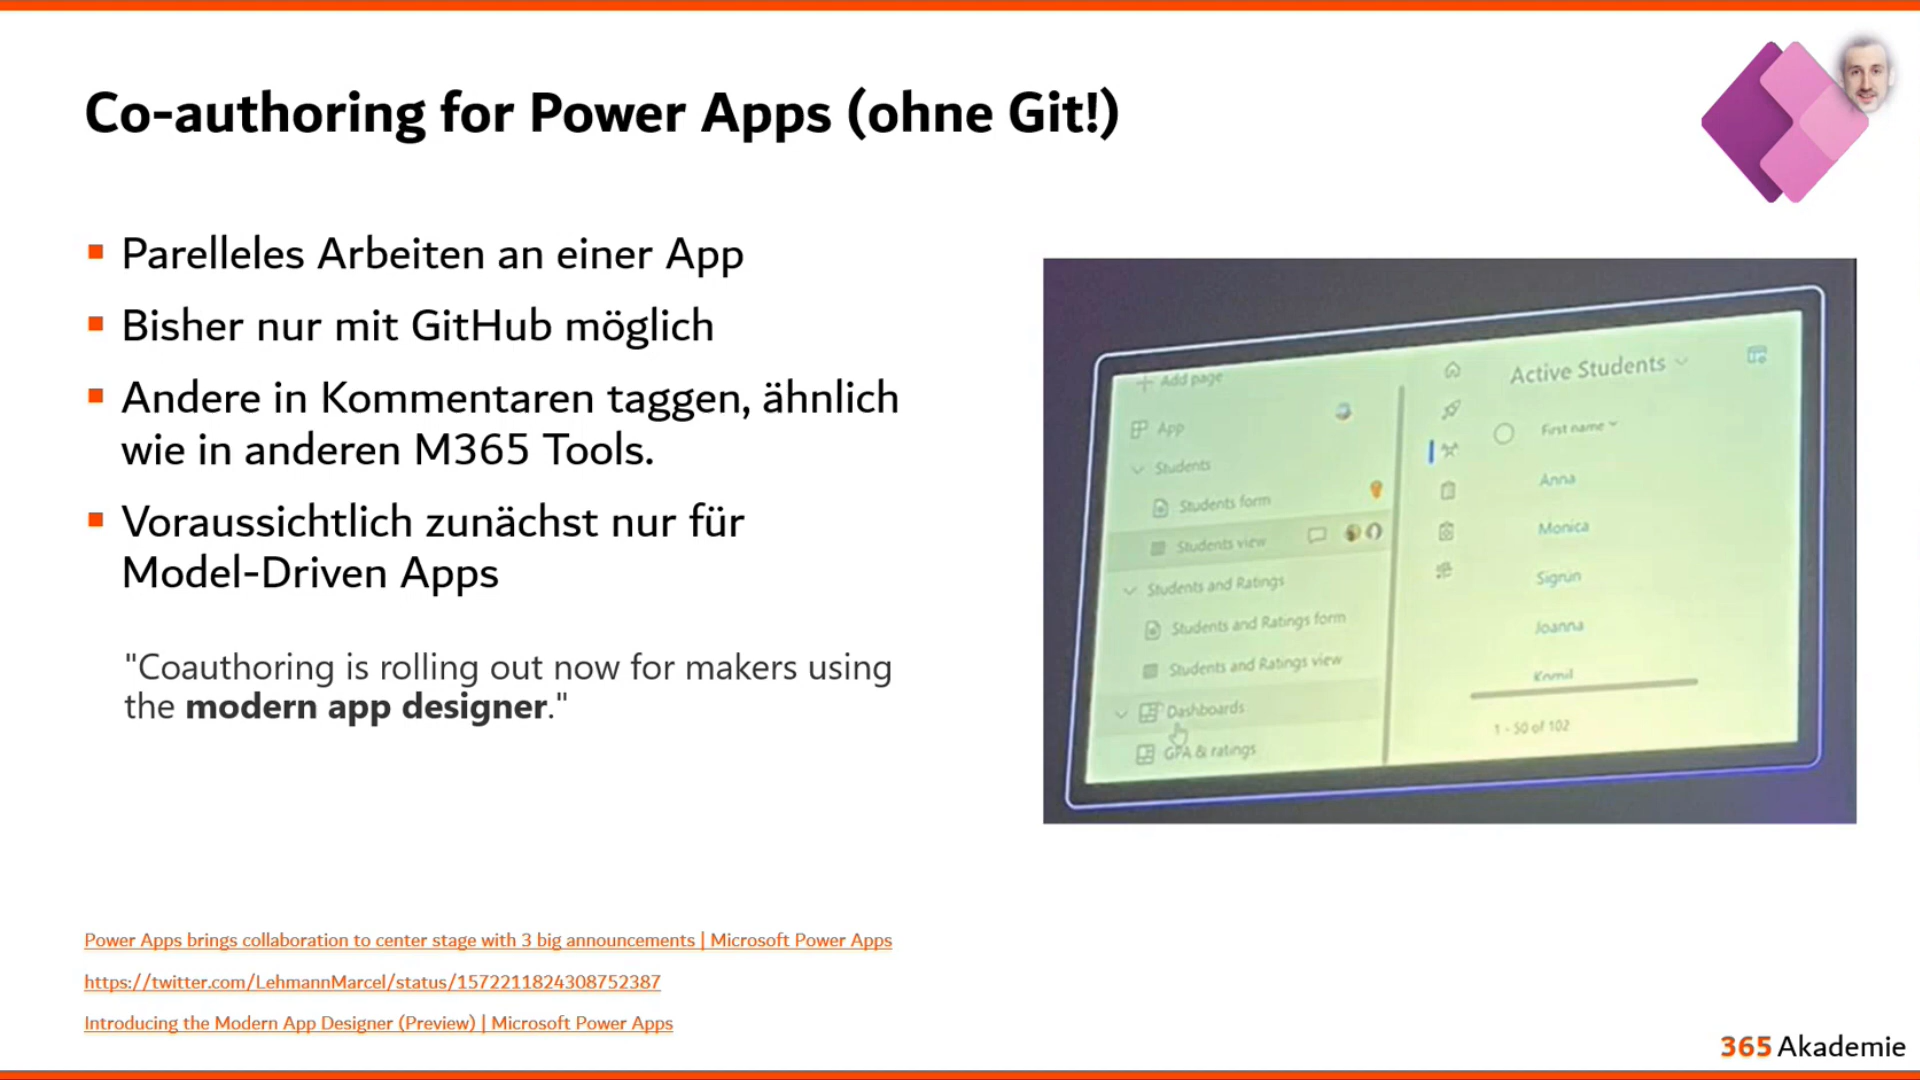 Co-authoring for Power Apps (ohne Git!)
Parelleles Arbeiten an einer App
Bisher nur mit GitHub möglich
Andere in Kommentaren taggen, ähnlich
wie in anderen M365 Tools.
Voraussichtlich zunächst nur für
Model-Driven Apps
"Coauthoring is rolling out now for makers using
the modern app designer."
+ Add page
App
Students
Students form
Students view
Students and Ratings
Students and Ratings form
Students and Ratings view
Dashboards
GPA & ratings
Active Students
First name
Anna
Monica
Sigrun
Joanna
1 - 50 of 102
Power Apps brings collaboration to center stage with 3 big announcements | Microsoft Power Apps
https://twitter.com/LehmannMarcel/status/1572211824308752387
Introducing the Modern App Designer (Preview) | Microsoft Power Apps
365 Akademie